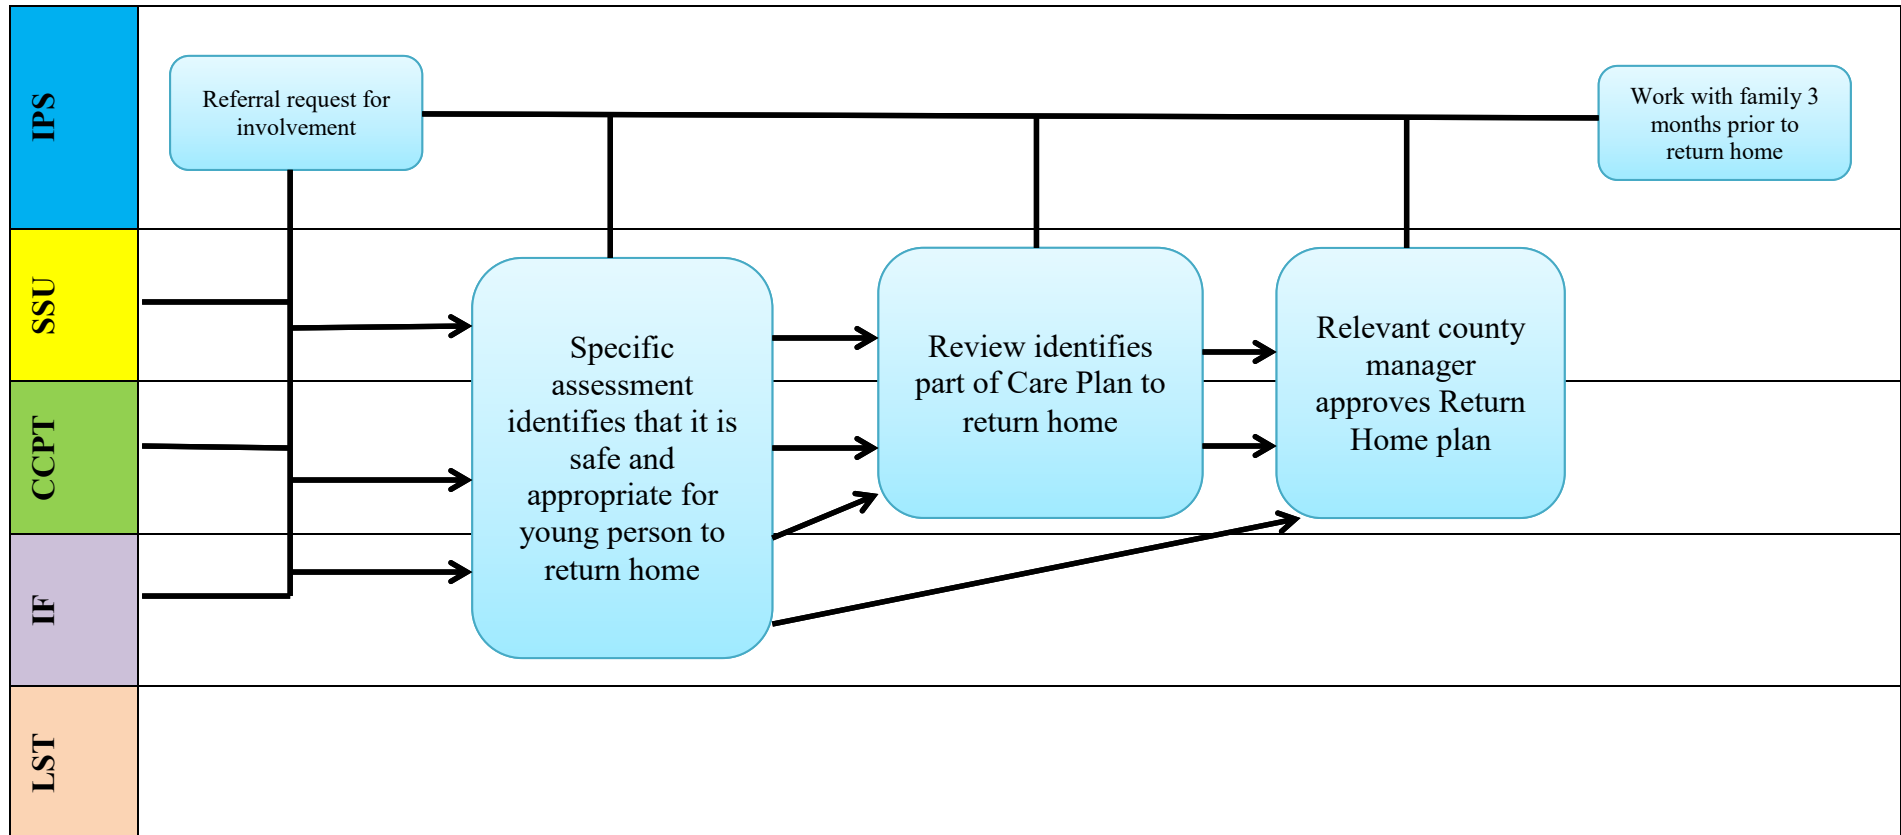 IPS
Referral request for
involvement
Work with family 3
months prior to
return home
SSU
CCPT
IF
Specific
assessment
identifies that it is
safe and
appropriate for
young person to
return home
Review identifies
part of Care Plan to
return home
Relevant county
manager
approves Return
Home plan
LST